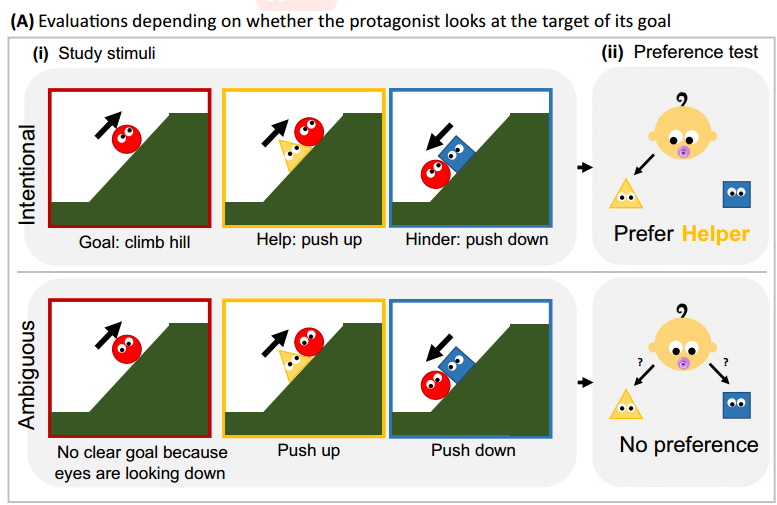 (A) Evaluations depending on whether the protagonist looks at the target of its goal
(i) Study stimuli
(ii) Preference test
Intentional
Goal: climb hill
Help: push up
Hinder: push down
Prefer Helper
Ambiguous
No clear goal because
eyes are looking down
Push up
Push down
? ?
No preference